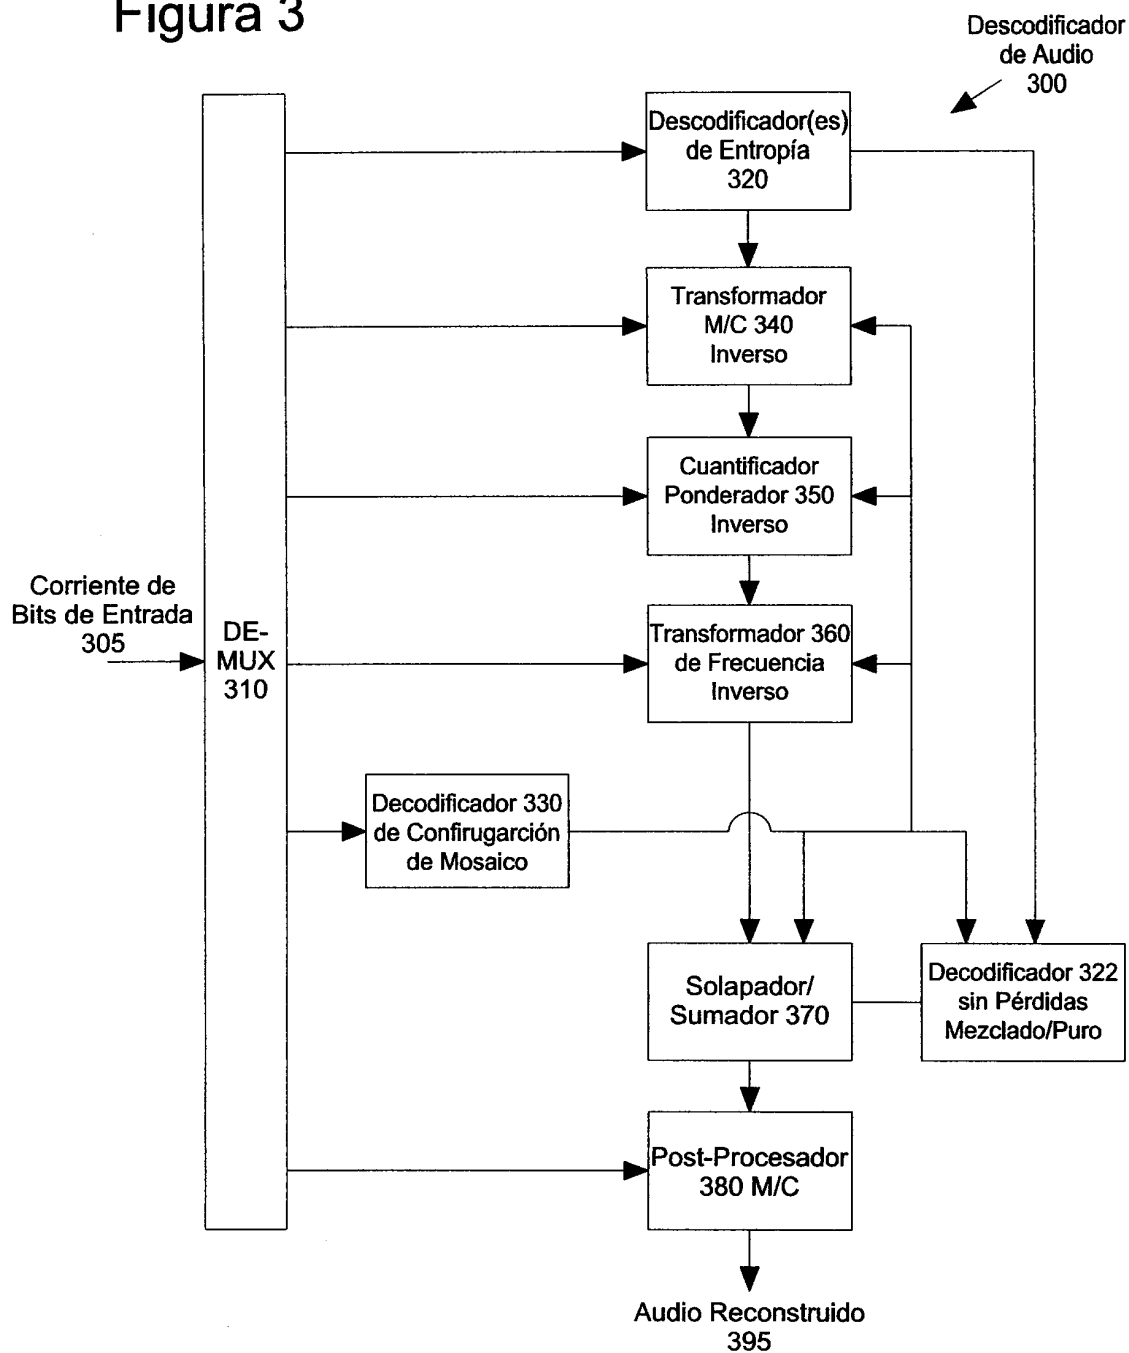 Figura 3
Descodificador
de Audio
300
Descodificador(es)
de Entropía
320
Transformador
M/C 340
Inverso
Cuantificador
Ponderador 350
Inverso
Corriente de
Bits de Entrada
305
DE-
MUX
310
Transformador 360
de Frecuencia
Inverso
Decodificador 330
de Confirugarción
de Mosaico
Solapador/
Sumador 370
Decodificador 322
sin Pérdidas
Mezclado/Puro
Post-Procesador
380 M/C
Audio Reconstruido
395